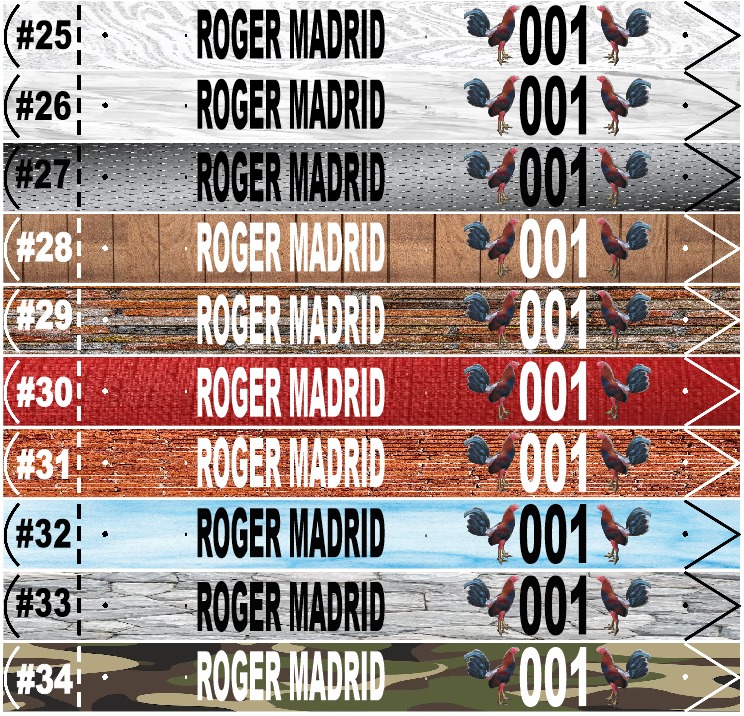 #25 ROGER MADRID 001
#26 ROGER MADRID 001
#27 ROGER MADRID 001
#28 ROGER MADRID 001
#29 ROGER MADRID 001
#30 ROGER MADRID 001
#31 ROGER MADRID 001
#32 ROGER MADRID 001
#33 ROGER MADRID 001
#34 ROGER MADRID 001